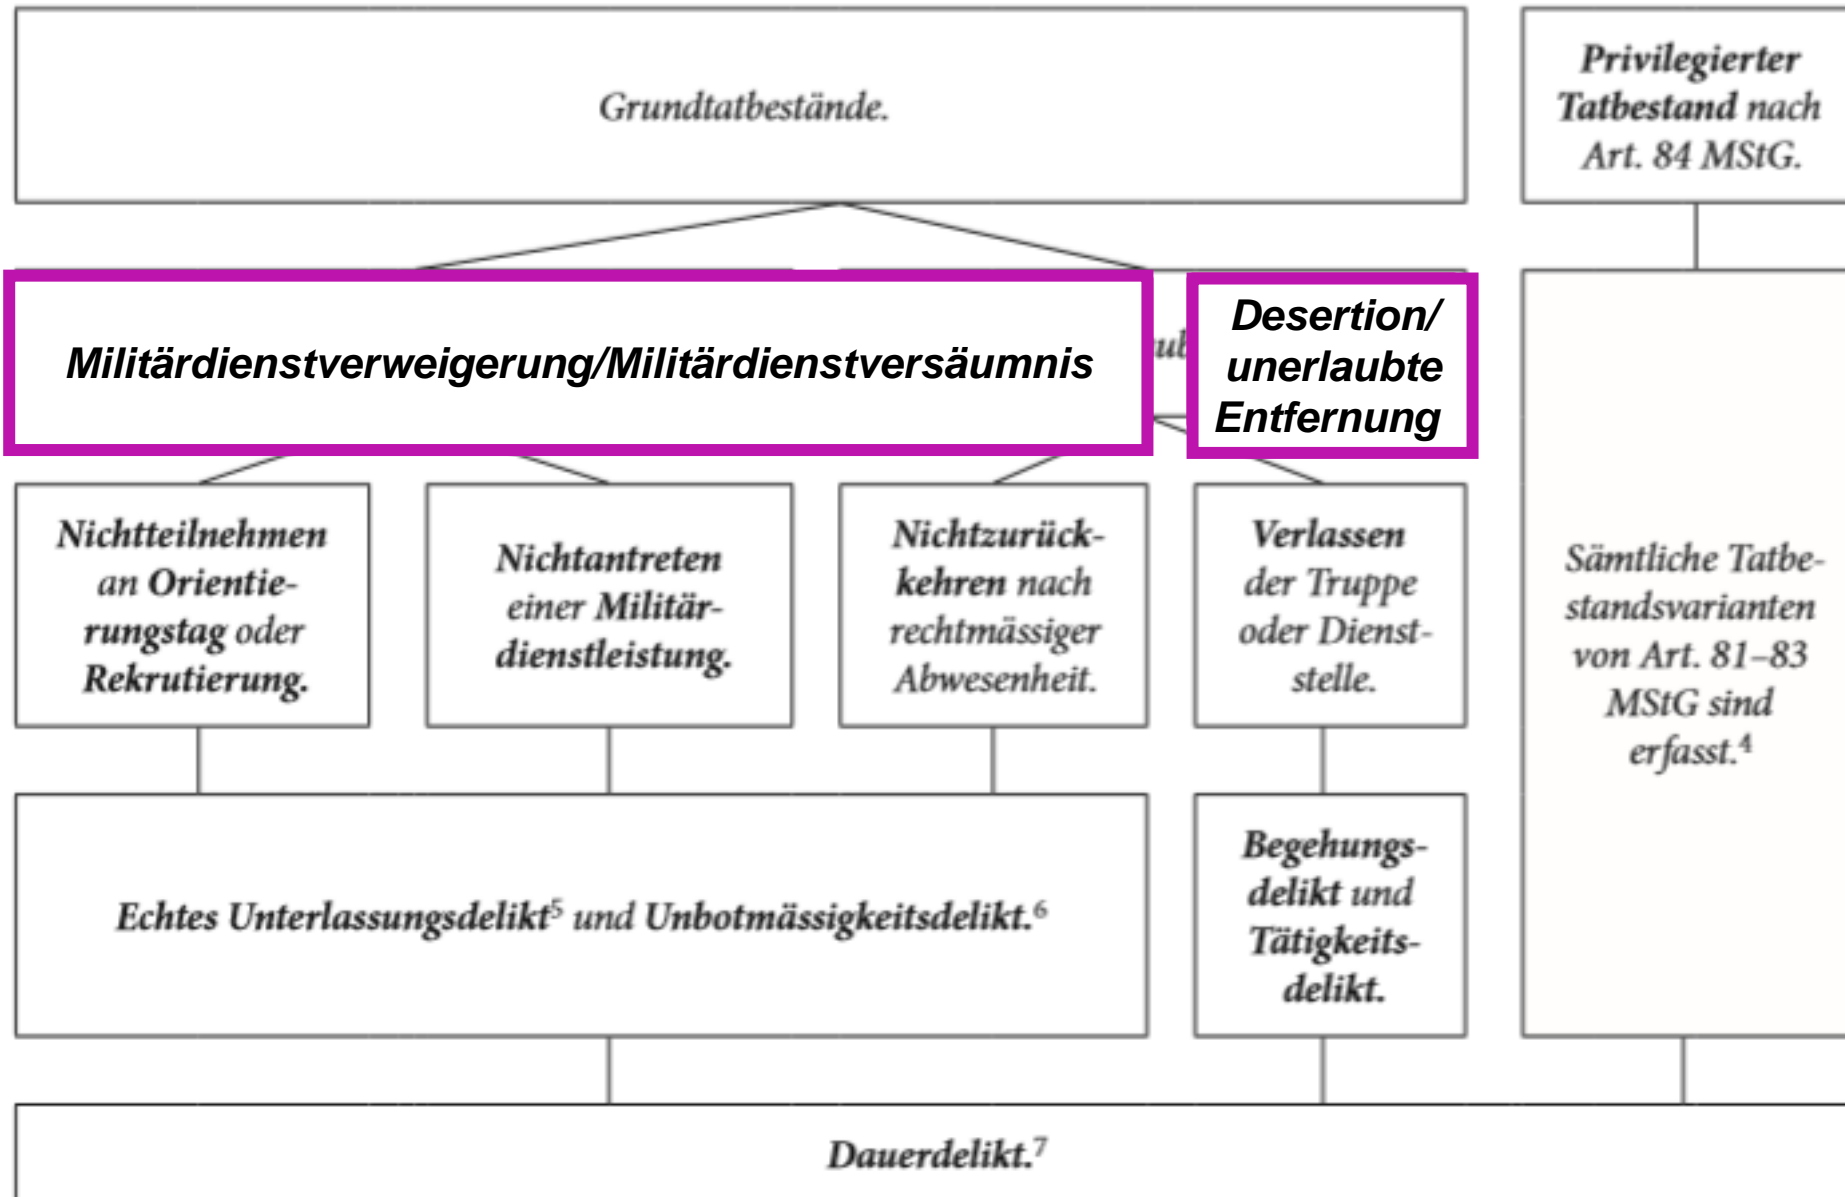 Grundtatbestände.
Privilegierter
Tatbestand nach
Art. 84 MStG.
Militärdienstverweigerung/Militärdienstversäumnis
Desertion/
unerlaubte
Entfernung
Nichtteilnehmen
an Orientie-
rungstag oder
Rekrutierung.
Nichtantreten
einer Militär-
dienstleistung.
Nichtzurück-
kehren nach
rechtmässiger
Abwesenheit.
Verlassen
der Truppe
oder Dienst-
stelle.
Sämtliche Tatbe-
standsvarianten
von Art. 81–83
MStG sind
erfasst.⁴
Echtes Unterlassungsdelikt⁵ und Unbotmässigkeitsdelikt.⁶
Begehungs-
delikt und
Tätigkeits-
delikt.
Dauerdelikt.⁷